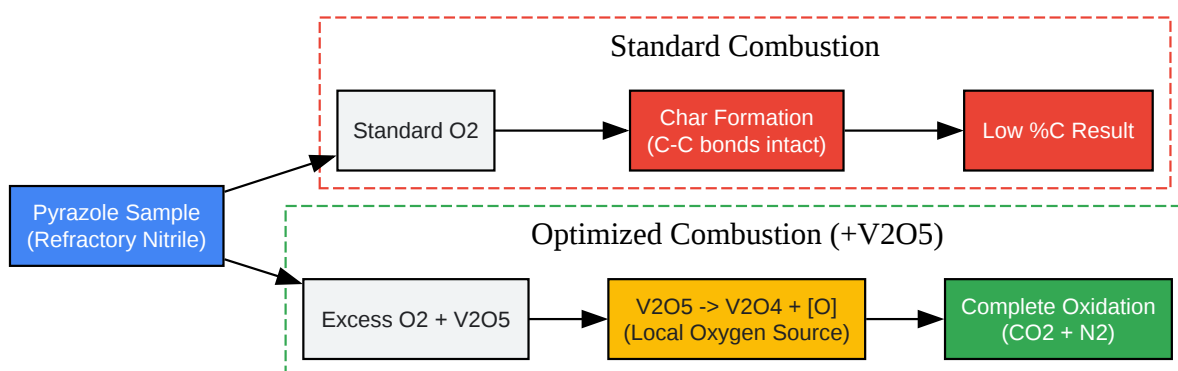 Standard Combustion
Standard O2
Char Formation
(C-C bonds intact)
Low %C Result
Pyrazole Sample
(Refractory Nitrile)
Optimized Combustion (+V2O5)
Excess O2 + V2O5
V2O5 -> V2O4 + [O]
(Local Oxygen Source)
Complete Oxidation
(CO2 + N2)